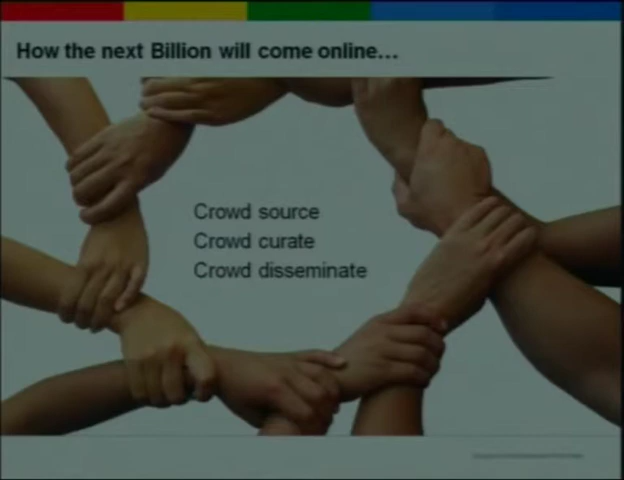 How the next Billion will come online...
Crowd source
Crowd curate
Crowd disseminate